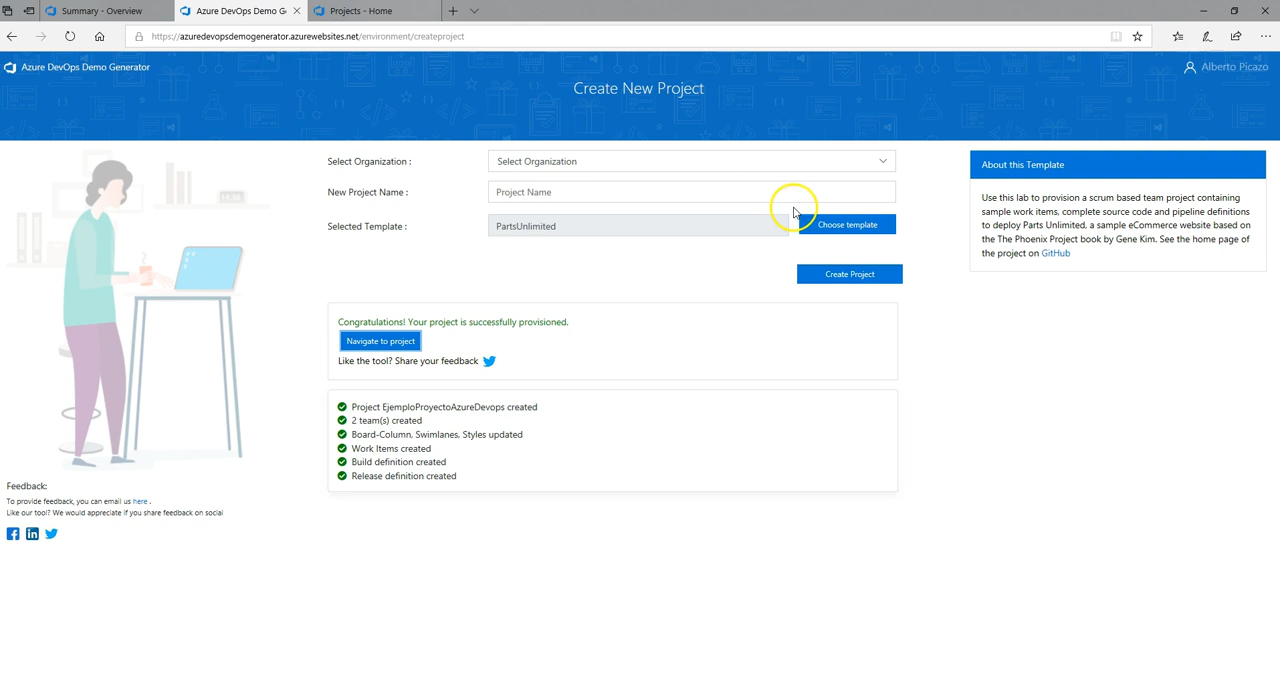 Summary - Overview
Azure DevOps Demo G
Projects - Home
https://azuredevopsdemogenerator.azurewebsites.net/environment/createproject
Azure DevOps Demo Generator
Alberto Picazo
Create New Project
Select Organization :
Select Organization
New Project Name :
Project Name
Selected Template :
PartsUnlimited
Choose template
Create Project
About this Template
Use this lab to provision a scrum based team project containing
sample work items, complete source code and pipeline definitions
to deploy Parts Unlimited, a sample eCommerce website based on
the The Phoenix Project book by Gene Kim. See the home page of
the project on GitHub
Congratulations! Your project is successfully provisioned.
Navigate to project
Like the tool? Share your feedback
Project EjemploProyectoAzureDevops created
2 team(s) created
Board-Column, Swimlanes, Styles updated
Work Items created
Build definition created
Release definition created
Feedback:
To provide feedback, you can email us here .
Like our tool? We would appreciate if you share feedback on social